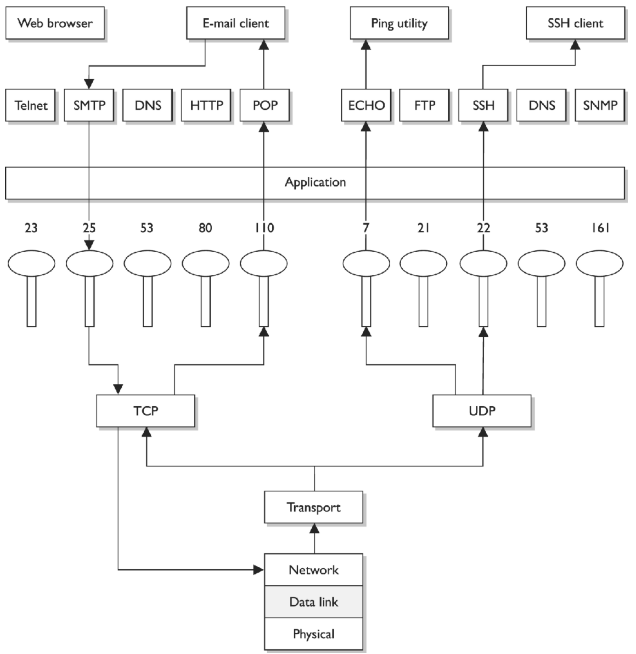 Web browser E-mail client Ping utility SSH client
Telnet SMTP DNS HTTP POP ECHO FTP SSH DNS SNMP
Application
23 25 53 80 110 7 21 22 53 161
TCP UDP
Transport
Network
Data link
Physical